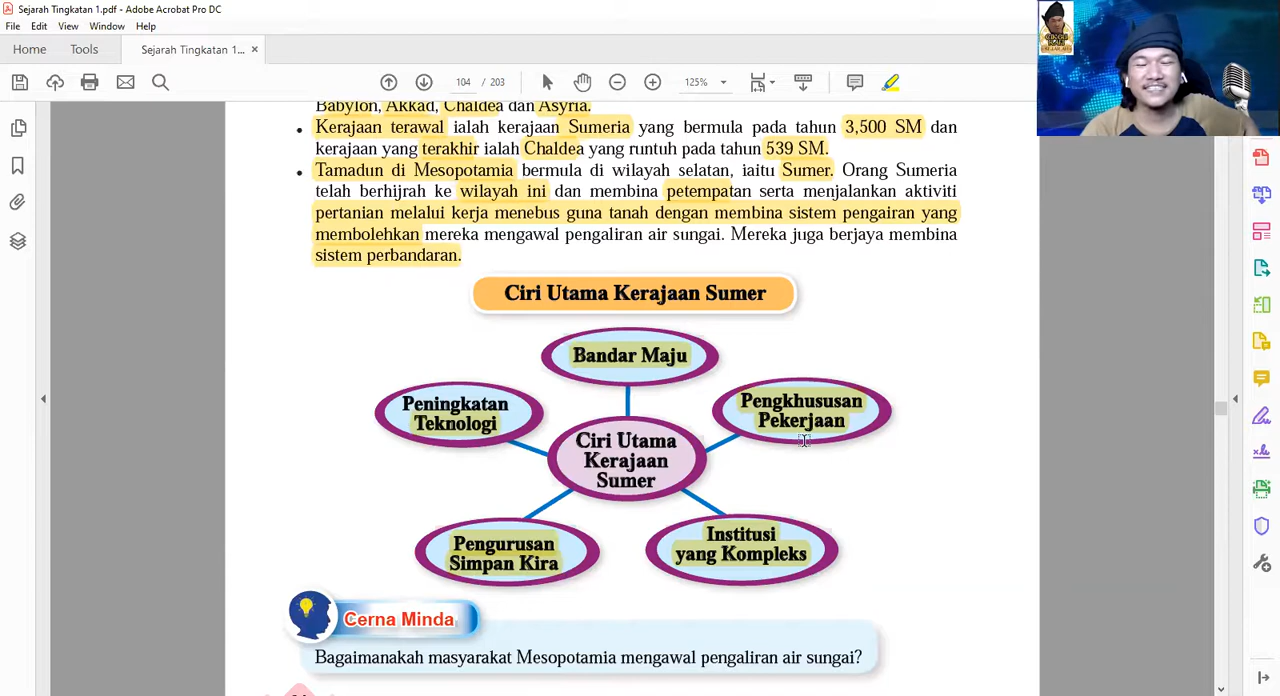 Sejarah Tingkatan 1.pdf - Adobe Acrobat Pro DC
File Edit View Window Help
Home Tools Sejarah Tingkatan 1... ×
104 / 203 125%
Babylon, Akkad, Chaldea dan Asyria.
• Kerajaan terawal ialah kerajaan Sumeria yang bermula pada tahun 3,500 SM dan
kerajaan yang terakhir ialah Chaldea yang runtuh pada tahun 539 SM.
• Tamadun di Mesopotamia bermula di wilayah selatan, iaitu Sumer. Orang Sumeria
telah berhijrah ke wilayah ini dan membina petempatan serta menjalankan aktiviti
pertanian melalui kerja menebus guna tanah dengan membina sistem pengairan yang
membolehkan mereka mengawal pengaliran air sungai. Mereka juga berjaya membina
sistem perbandaran.
Ciri Utama Kerajaan Sumer
Bandar Maju
Peningkatan
Teknologi
Pengkhususan
Pekerjaan
Ciri Utama
Kerajaan
Sumer
Pengurusan
Simpan Kira
Institusi
yang Kompleks
Cerna Minda
Bagaimanakah masyarakat Mesopotamia mengawal pengaliran air sungai?